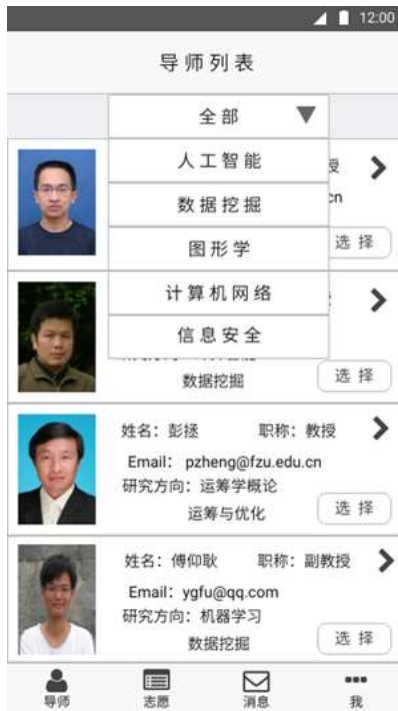 12:00
导师列表
全部
人工智能
授
数据挖掘
cn
图形学
选择
计算机网络
信息安全
数据挖掘
选择
姓名：彭拯 职称：教授
Email： pzheng@fzu.edu.cn
研究方向：运筹学概论
运筹与优化
选择
姓名：傅仰耿 职称：副教授
Email：ygfu@qq.com
研究方向：机器学习
数据挖掘
选择
导师 志愿 消息 我